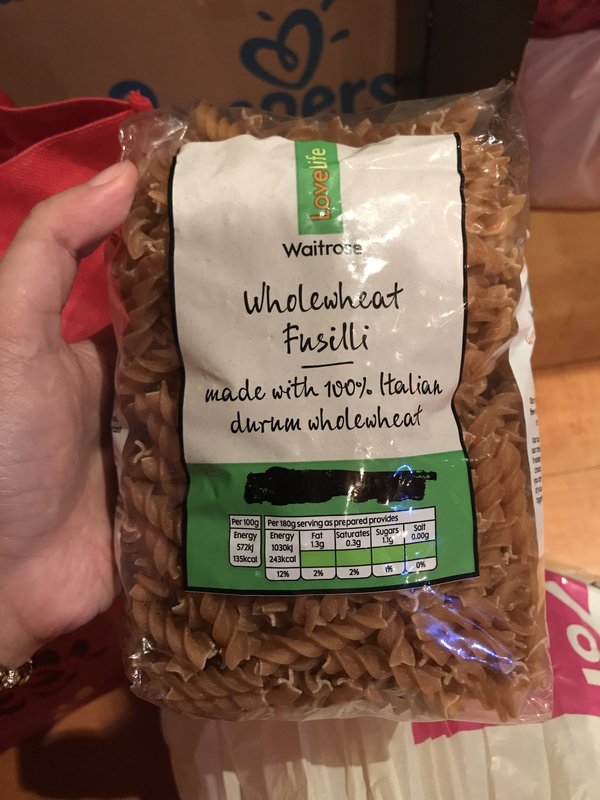 LOVElife
Waitrose
Wholewheat
Fusilli
made with 100% Italian
durum wholewheat
Per 100g Per 180g serving as prepared provides
Energy Energy Fat Saturates Sugars Salt
572kJ 1030kJ 1.3g 0.3g 1.1g 0.00g
135kcal 243kcal
12% 2% 2% 1% 0%